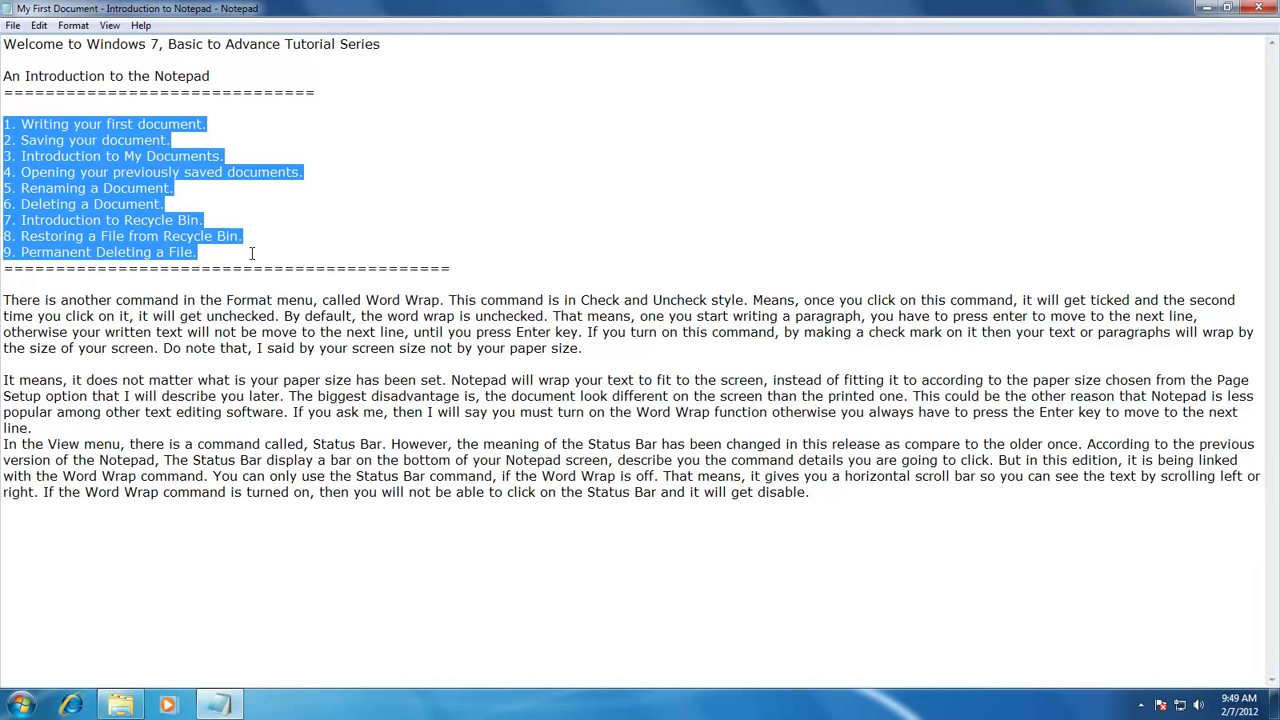 My First Document - Introduction to Notepad - Notepad
File Edit Format View Help
Welcome to Windows 7, Basic to Advance Tutorial Series
An Introduction to the Notepad
==============================
1. Writing your first document.
2. Saving your document.
3. Introduction to My Documents.
4. Opening your previously saved documents.
5. Renaming a Document.
6. Deleting a Document.
7. Introduction to Recycle Bin.
8. Restoring a File from Recycle Bin.
9. Permanent Deleting a File.
===========================================
There is another command in the Format menu, called Word Wrap. This command is in Check and Uncheck style. Means, once you click on this command, it will get ticked and the second
time you click on it, it will get unchecked. By default, the word wrap is unchecked. That means, one you start writing a paragraph, you have to press enter to move to the next line,
otherwise your written text will not be move to the next line, until you press Enter key. If you turn on this command, by making a check mark on it then your text or paragraphs will wrap by
the size of your screen. Do note that, I said by your screen size not by your paper size.
It means, it does not matter what is your paper size has been set. Notepad will wrap your text to fit to the screen, instead of fitting it to according to the paper size chosen from the Page
Setup option that I will describe you later. The biggest disadvantage is, the document look different on the screen than the printed one. This could be the other reason that Notepad is less
popular among other text editing software. If you ask me, then I will say you must turn on the Word Wrap function otherwise you always have to press the Enter key to move to the next
line.
In the View menu, there is a command called, Status Bar. However, the meaning of the Status Bar has been changed in this release as compare to the older once. According to the previous
version of the Notepad, The Status Bar display a bar on the bottom of your Notepad screen, describe you the command details you are going to click. But in this edition, it is being linked
with the Word Wrap command. You can only use the Status Bar command, if the Word Wrap is off. That means, it gives you a horizontal scroll bar so you can see the text by scrolling left or
right. If the Word Wrap command is turned on, then you will not be able to click on the Status Bar and it will get disable.
9:49 AM
2/7/2012